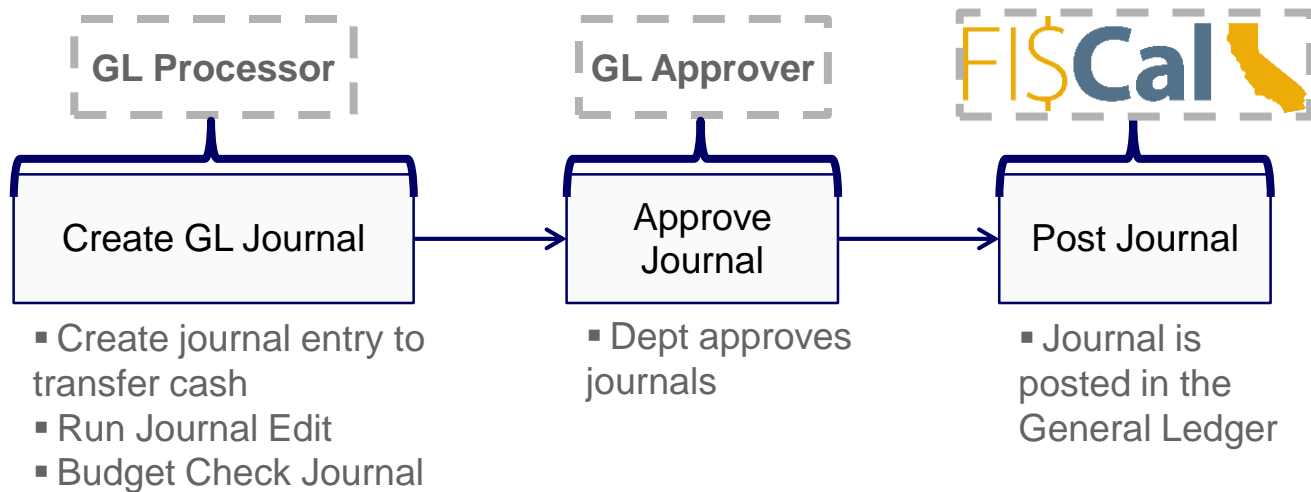 GL Processor
GL Approver
FI$Cal
Create GL Journal
Approve
Journal
Post Journal
▪ Create journal entry to
transfer cash
▪ Run Journal Edit
▪ Budget Check Journal
▪ Dept approves
journals
▪ Journal is
posted in the
General Ledger